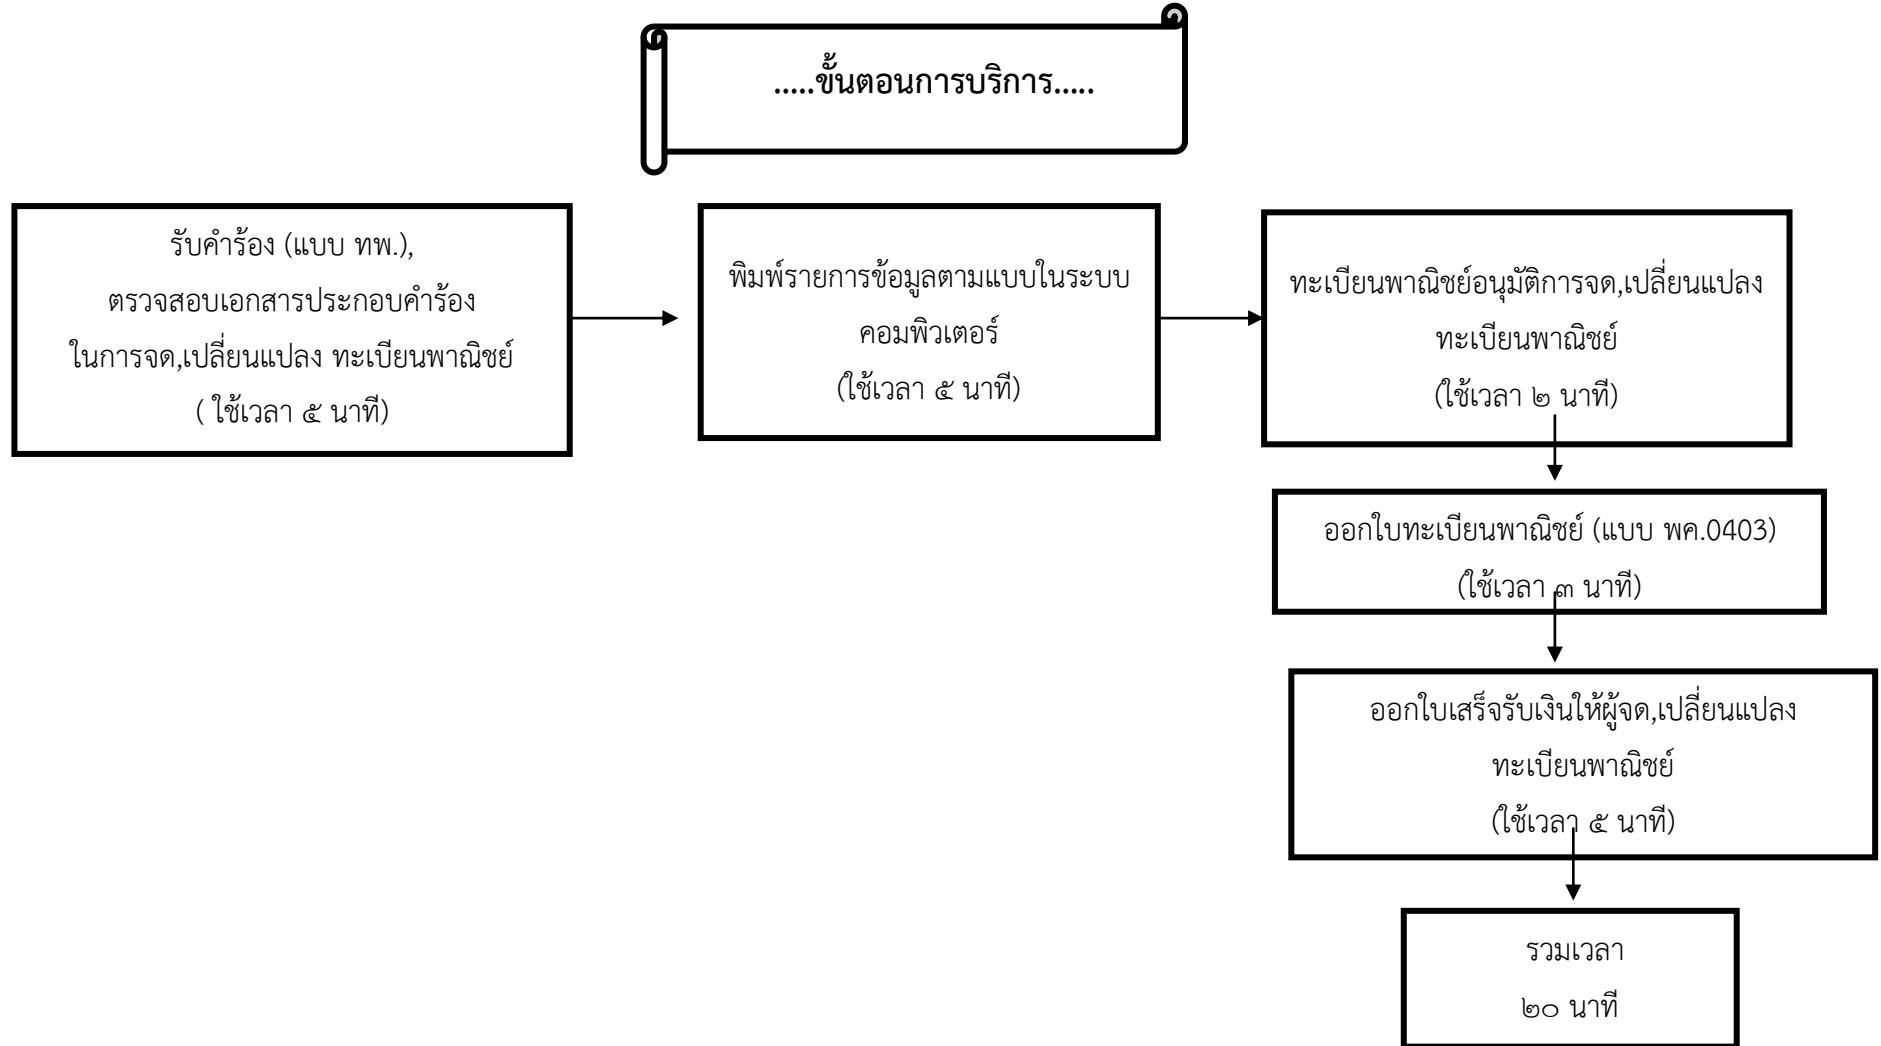 .....ขั้นตอนการบริการ.....
รับคำร้อง (แบบ ทพ.),
ตรวจสอบเอกสารประกอบคำร้อง
ในการจด,เปลี่ยนแปลง ทะเบียนพาณิชย์
( ใช้เวลา ๕ นาที)
พิมพ์รายการข้อมูลตามแบบในระบบ
คอมพิวเตอร์
(ใช้เวลา ๕ นาที)
ทะเบียนพาณิชย์อนุมัติการจด,เปลี่ยนแปลง
ทะเบียนพาณิชย์
(ใช้เวลา ๒ นาที)
ออกใบทะเบียนพาณิชย์ (แบบ พค.0403)
(ใช้เวลา ๓ นาที)
ออกใบเสร็จรับเงินให้ผู้จด,เปลี่ยนแปลง
ทะเบียนพาณิชย์
(ใช้เวลา ๕ นาที)
รวมเวลา
๒๐ นาที